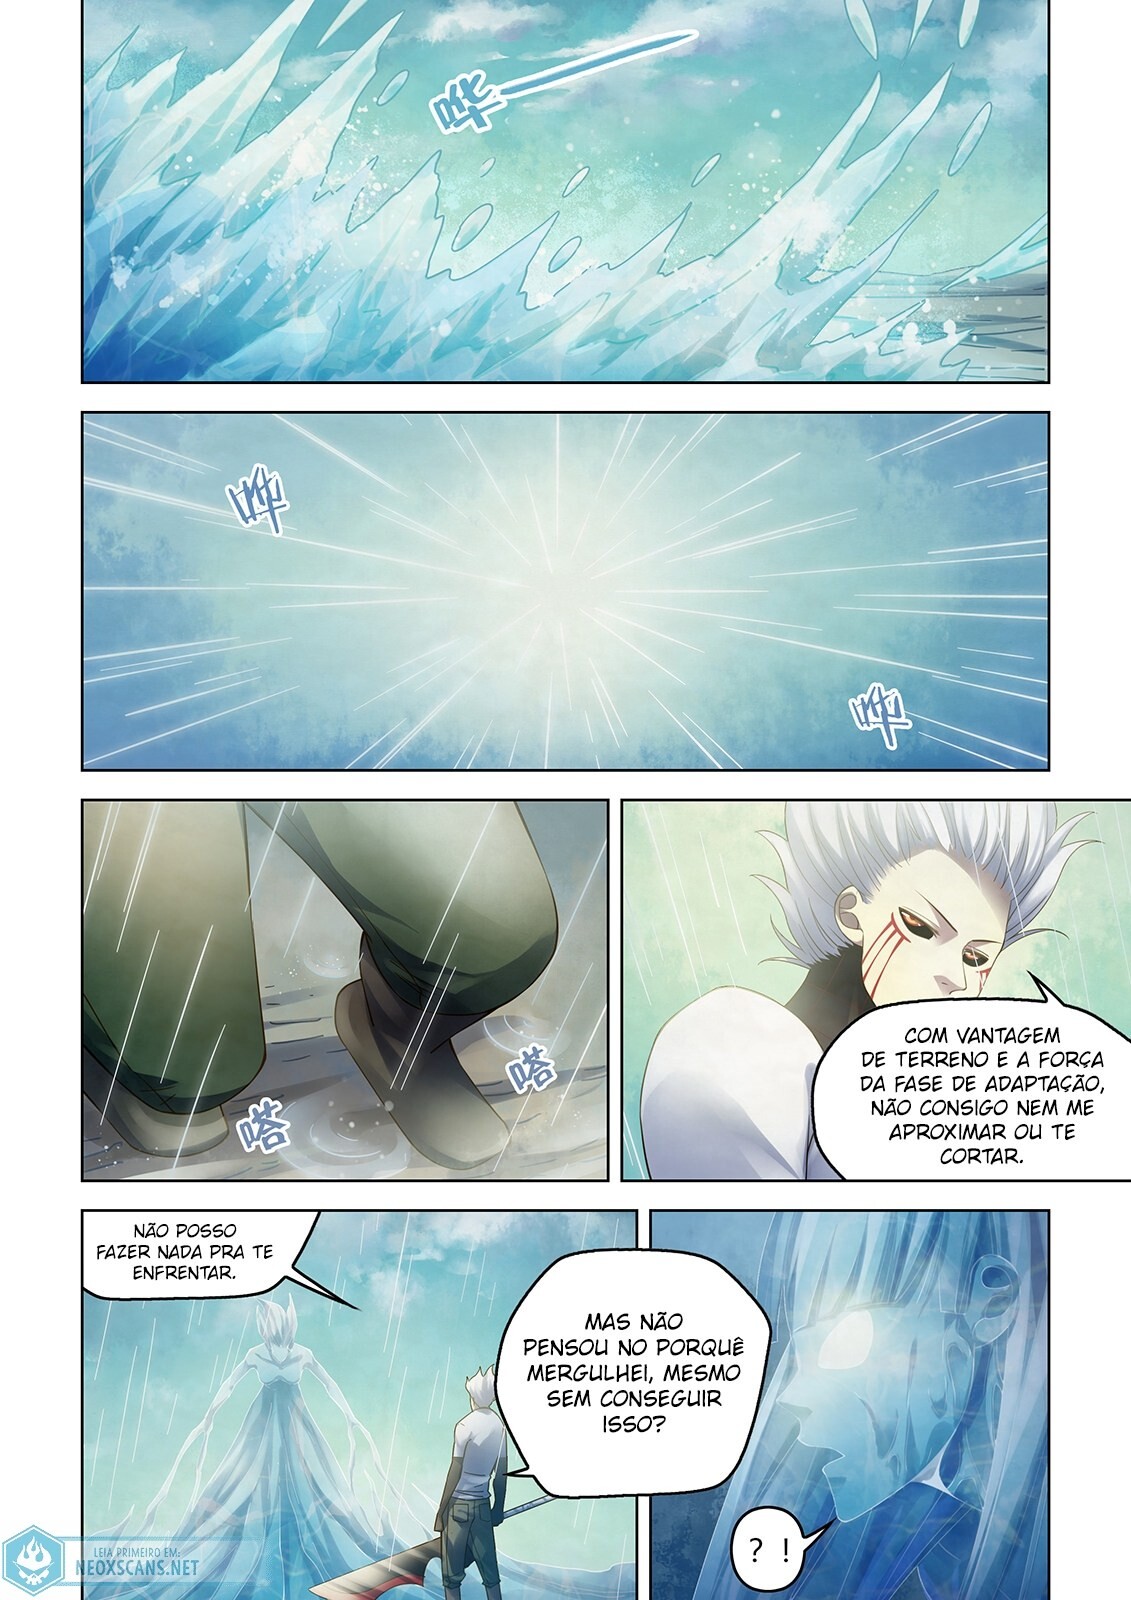 哗
哗
哗
嗒
嗒
COM VANTAGEM
DE TERRENO E A FORÇA
DA FASE DE ADAPTAÇÃO,
NÃO CONSIGO NEM ME
APROXIMAR OU TE
CORTAR.
NÃO POSSO
FAZER NADA PRA TE
ENFRENTAR.
MAS NÃO
PENSOU NO PORQUÊ
MERGULHEI, MESMO
SEM CONSEGUIR
ISSO?
?!
LEIA PRIMEIRO EM:
NEOXSCANS.NET